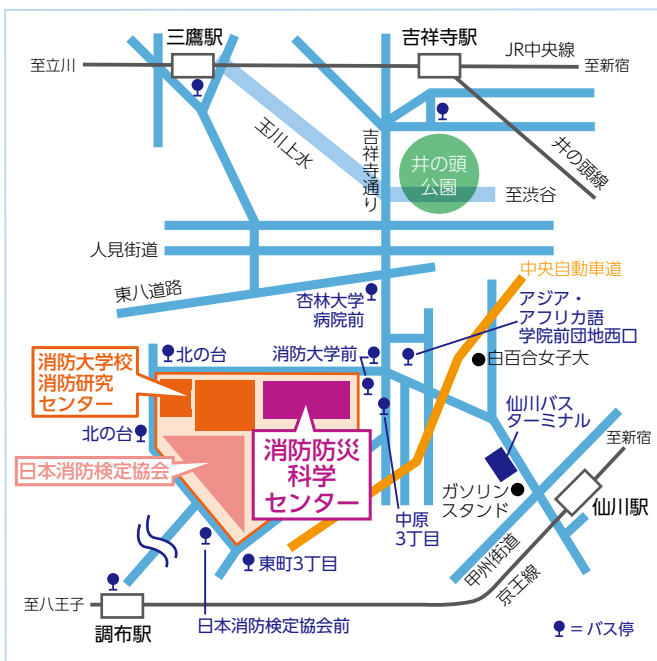 三鷹駅
吉祥寺駅
JR中央線
至立川
至新宿
玉川上水
吉祥寺通り
井の頭
公園
井の頭線
至渋谷
人見街道
東八道路
中央自動車道
杏林大学
病院前
アジア・
アフリカ語
学院前団地西口
北の台
消防大学前
白百合女子大
消防大学校
消防研究
センター
北の台
日本消防検定協会
消防防災
科学
センター
仙川バス
ターミナル
至新宿
ガソリン
スタンド
仙川駅
中原
3丁目
甲州街道
京王線
東町3丁目
至八王子
調布駅
日本消防検定協会前
=バス停